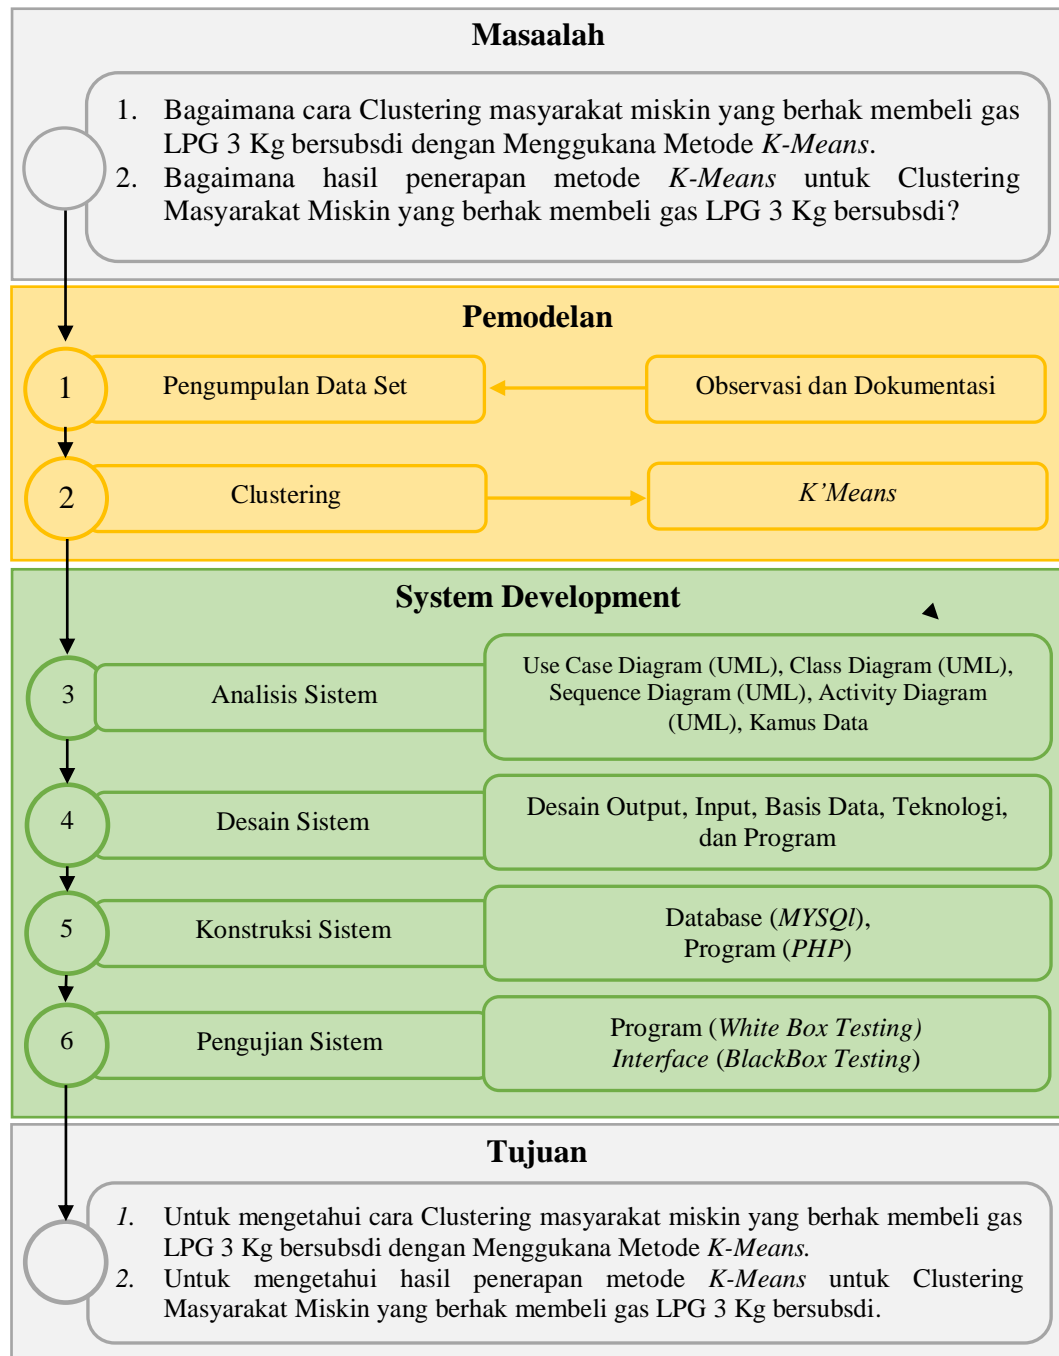 Masaalah
1. Bagaimana cara Clustering masyarakat miskin yang berhak membeli gas
LPG 3 Kg bersubsdi dengan Menggukana Metode K-Means.
2. Bagaimana hasil penerapan metode K-Means untuk Clustering
Masyarakat Miskin yang berhak membeli gas LPG 3 Kg bersubsdi?
Pemodelan
1 Pengumpulan Data Set Observasi dan Dokumentasi
2 Clustering K’Means
System Development
Use Case Diagram (UML), Class Diagram (UML),
3 Analisis Sistem Sequence Diagram (UML), Activity Diagram
(UML), Kamus Data
4 Desain Sistem Desain Output, Input, Basis Data, Teknologi,
dan Program
5 Konstruksi Sistem Database (MYSQl),
Program (PHP)
6 Pengujian Sistem Program (White Box Testing)
Interface (BlackBox Testing)
Tujuan
1. Untuk mengetahui cara Clustering masyarakat miskin yang berhak membeli gas
LPG 3 Kg bersubsdi dengan Menggukana Metode K-Means.
2. Untuk mengetahui hasil penerapan metode K-Means untuk Clustering
Masyarakat Miskin yang berhak membeli gas LPG 3 Kg bersubsdi.